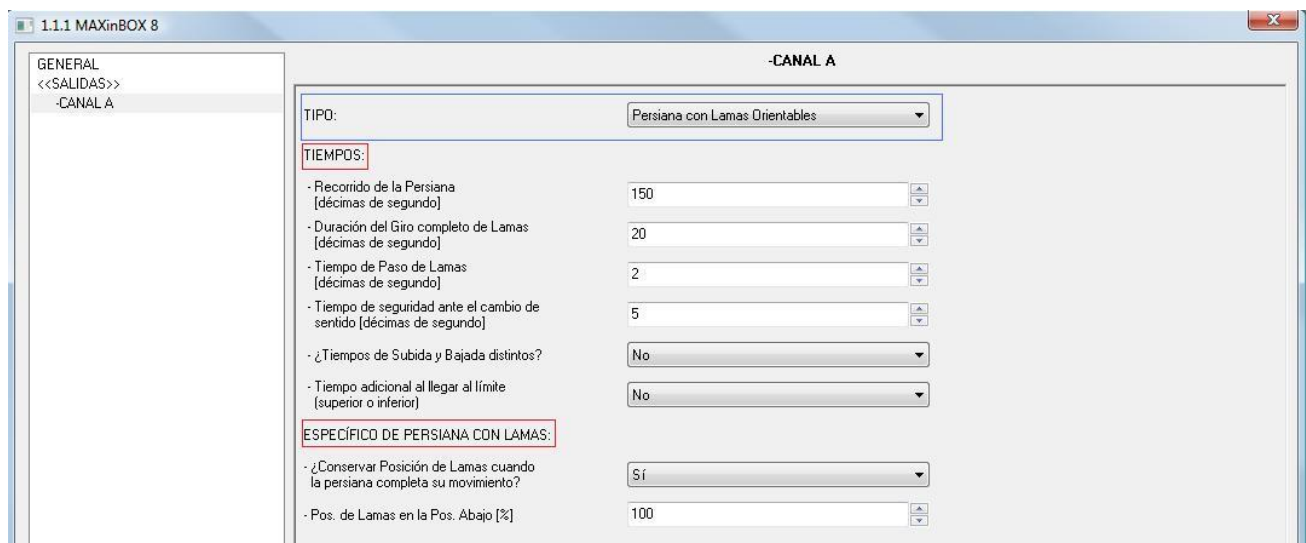 1.1.1 MAXinBOX 8
GENERAL
<<SALIDAS>>
-CANAL A
-CANAL A
TIPO:
Persiana con Lamas Orientables
TIEMPOS:
- Recorrido de la Persiana
[décimas de segundo]
150
- Duración del Giro completo de Lamas
[décimas de segundo]
20
- Tiempo de Paso de Lamas
[décimas de segundo]
2
- Tiempo de seguridad ante el cambio de
sentido [décimas de segundo]
5
- ¿Tiempos de Subida y Bajada distintos?
No
- Tiempo adicional al llegar al límite
(superior o inferior)
No
ESPECÍFICO DE PERSIANA CON LAMAS:
- ¿Conservar Posición de Lamas cuando
la persiana completa su movimiento?
Sí
- Pos. de Lamas en la Pos. Abajo [%]
100